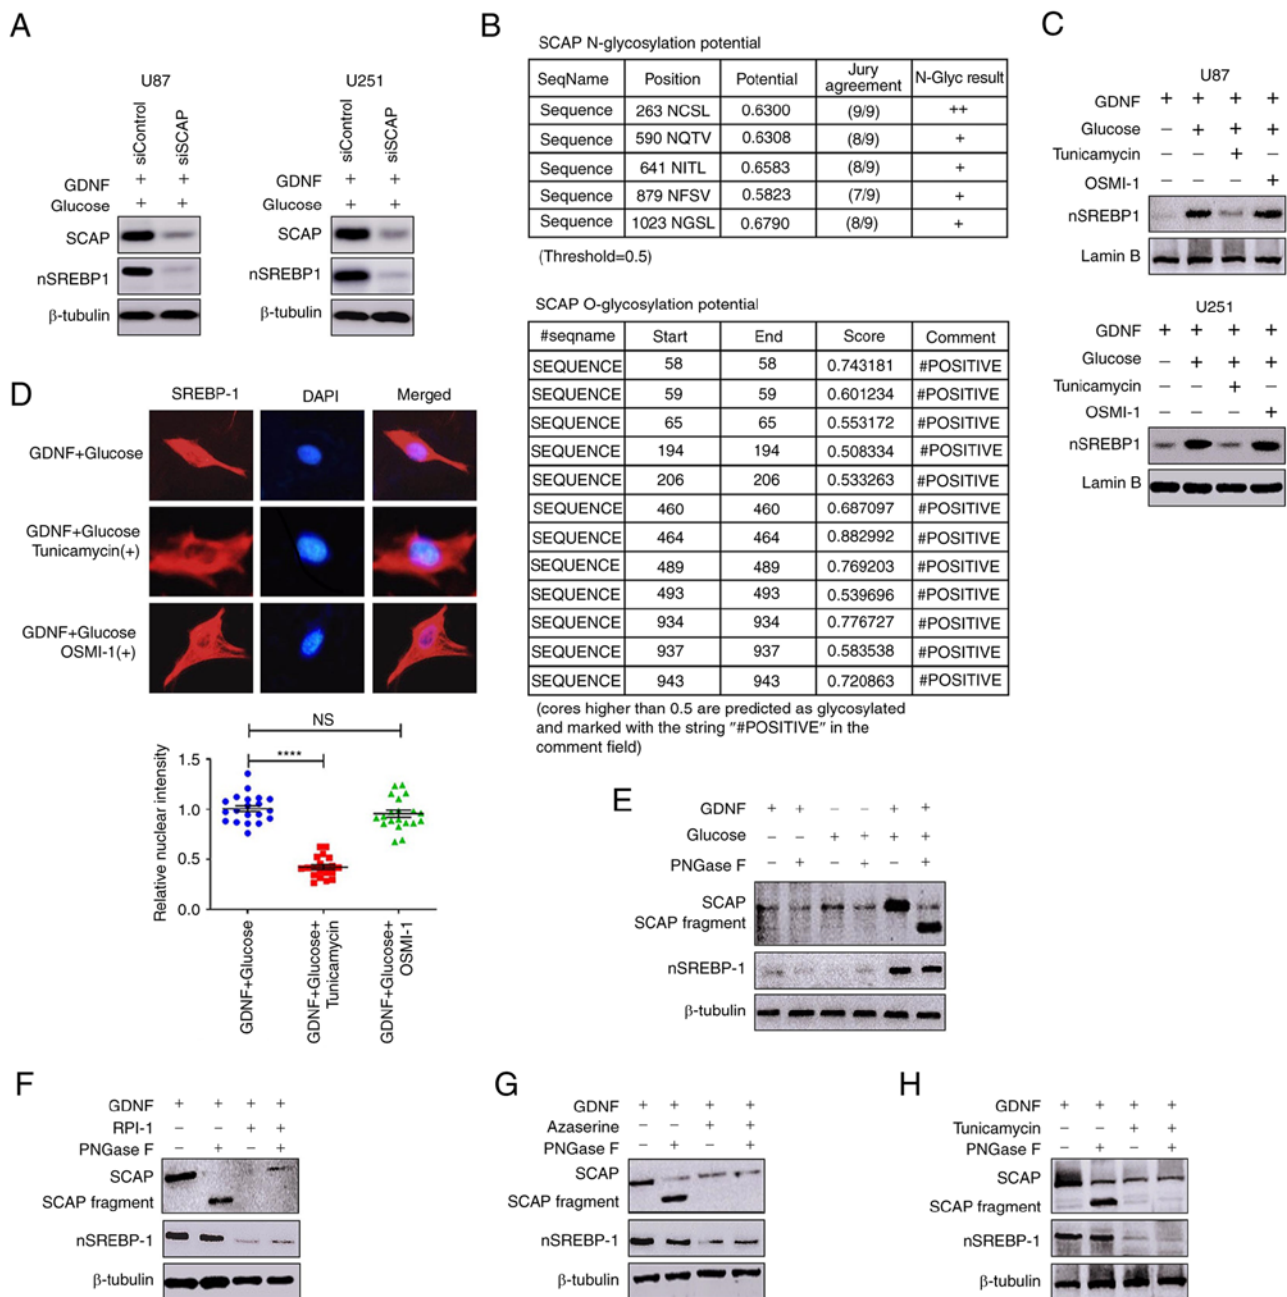 A
U87
U251
siControl
siSCAP
siControl
siSCAP
GDNF + +
GDNF + +
Glucose + +
Glucose + +
SCAP
SCAP
nSREBP1
nSREBP1
β-tubulin
β-tubulin
B
SCAP N-glycosylation potential
SeqName Position Potential Jury agreement N-Glyc result
Sequence 263 NCSL 0.6300 (9/9) ++
Sequence 590 NQTV 0.6308 (8/9) +
Sequence 641 NITL 0.6583 (8/9) +
Sequence 879 NFSV 0.5823 (7/9) +
Sequence 1023 NGSL 0.6790 (8/9) +
(Threshold=0.5)
SCAP O-glycosylation potential
#seqname Start End Score Comment
SEQUENCE 58 58 0.743181 #POSITIVE
SEQUENCE 59 59 0.601234 #POSITIVE
SEQUENCE 65 65 0.553172 #POSITIVE
SEQUENCE 194 194 0.508334 #POSITIVE
SEQUENCE 206 206 0.533263 #POSITIVE
SEQUENCE 460 460 0.687097 #POSITIVE
SEQUENCE 464 464 0.882992 #POSITIVE
SEQUENCE 489 489 0.769203 #POSITIVE
SEQUENCE 493 493 0.539696 #POSITIVE
SEQUENCE 934 934 0.776727 #POSITIVE
SEQUENCE 937 937 0.583538 #POSITIVE
SEQUENCE 943 943 0.720863 #POSITIVE
(cores higher than 0.5 are predicted as glycosylated
and marked with the string "#POSITIVE" in the
comment field)
C
U87
GDNF + + + +
Glucose − + + +
Tunicamycin − − +
OSMI-1 − − − +
nSREBP1
Lamin B
U251
GDNF + + + +
Glucose − + + +
Tunicamycin − − +
OSMI-1 − − − +
nSREBP1
Lamin B
D
SREBP-1 DAPI Merged
GDNF+Glucose
GDNF+Glucose
Tunicamycin(+)
GDNF+Glucose
OSMI-1(+)
NS
****
Relative nuclear intensity
1.5
1.0
0.5
0.0
GDNF+Glucose
GDNF+Glucose+
Tunicamycin
GDNF+Glucose+
OSMI-1
E
GDNF + + − − + +
Glucose − − + + + +
PNGase F − + − + − +
SCAP
SCAP fragment
nSREBP-1
β-tubulin
F
GDNF + + + +
RPI-1 − − + +
PNGase F − + − +
SCAP
SCAP fragment
nSREBP-1
β-tubulin
G
GDNF + + + +
Azaserine − − + +
PNGase F − + − +
SCAP
SCAP fragment
nSREBP-1
β-tubulin
H
GDNF + + + +
Tunicamycin − − + +
PNGase F − + − +
SCAP
SCAP fragment
nSREBP-1
β-tubulin